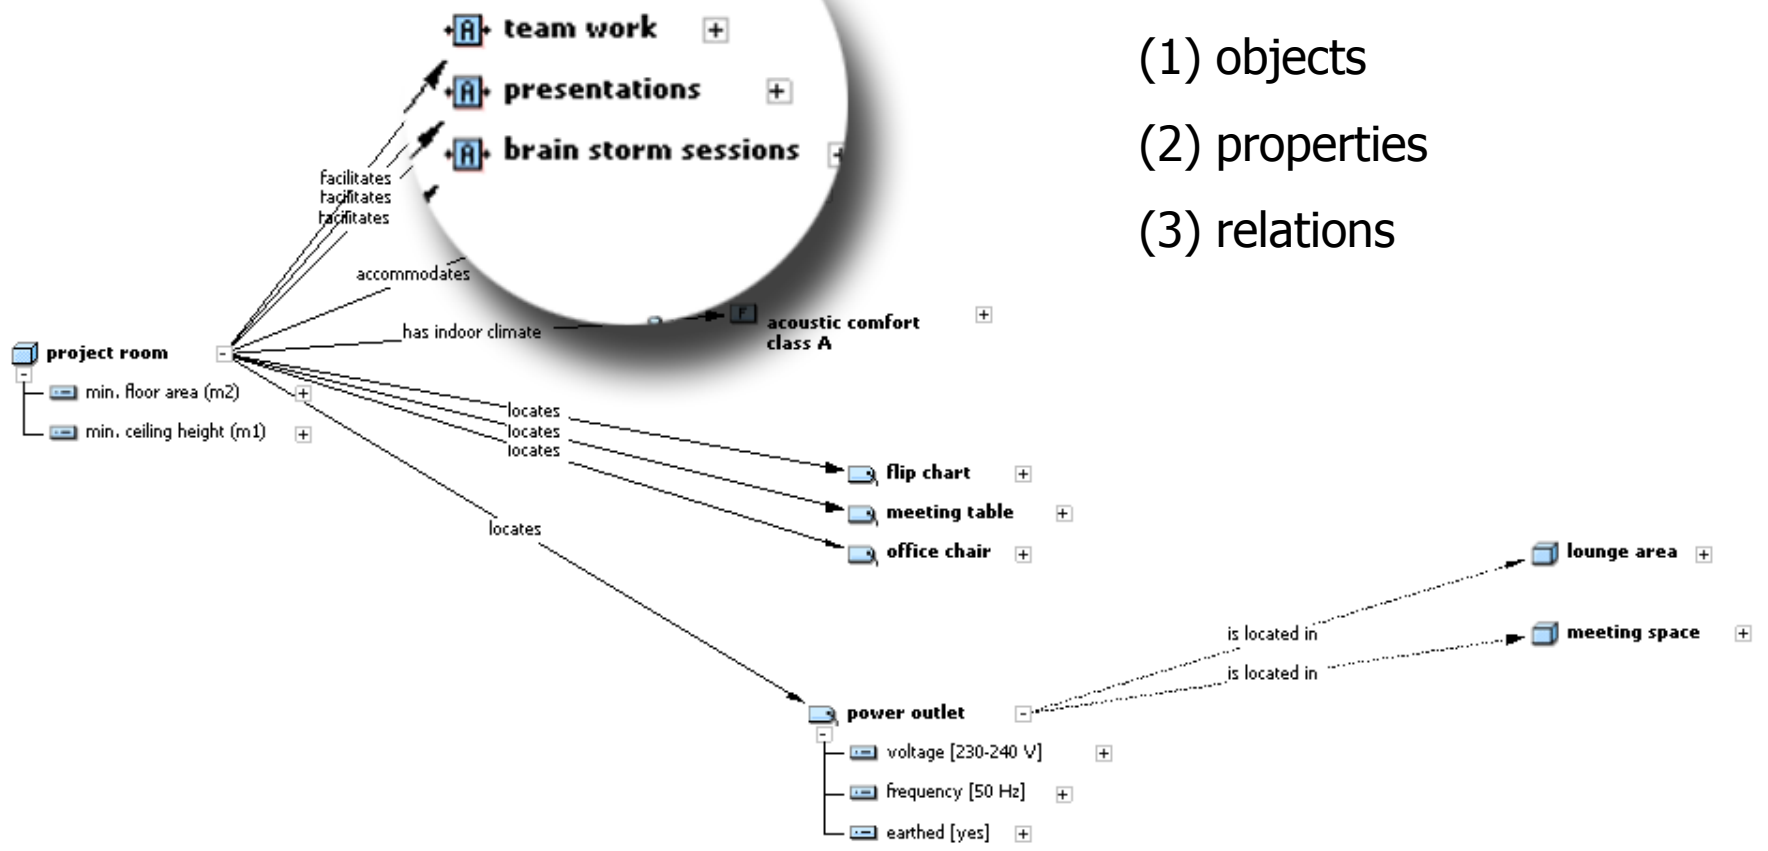 team work
presentations
brain storm sessions
(1) objects
(2) properties
(3) relations
facilitates
facilitates
facilitates
accommodates
has indoor climate
acoustic comfort
class A
project room
min. floor area (m2)
min. ceiling height (m1)
locates
locates
locates
locates
flip chart
meeting table
office chair
lounge area
is located in
meeting space
is located in
power outlet
voltage [230-240 V]
frequency [50 Hz]
earthed [yes]